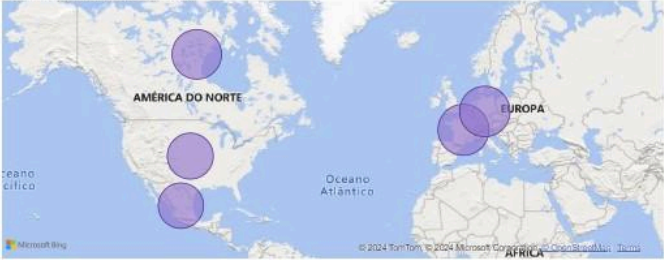 AMÉRICA DO NORTE
EUROPA
ceano
cífico
Oceano
Atlântico
Microsoft Bing
© 2024 TomTom, © 2024 Microsoft Corporation, © OpenStreetMap Terms
ÁFRICA